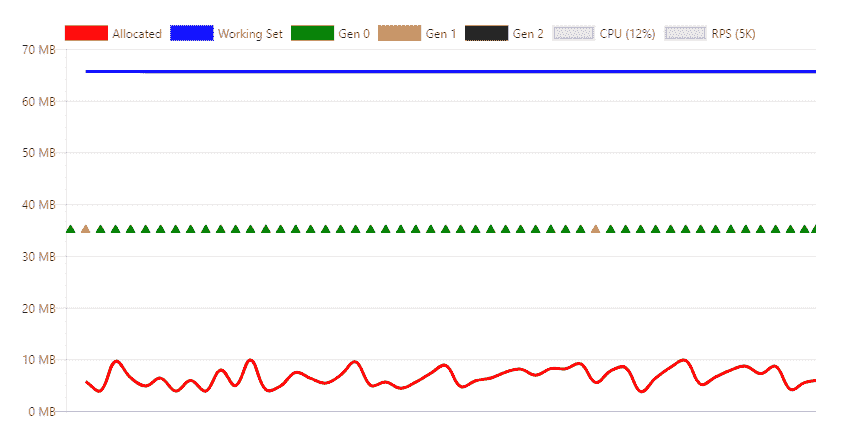 Allocated Working Set Gen 0 Gen 1 Gen 2 CPU (12%) RPS (5K)
70 MB
60 MB
50 MB
40 MB
30 MB
20 MB
10 MB
0 MB